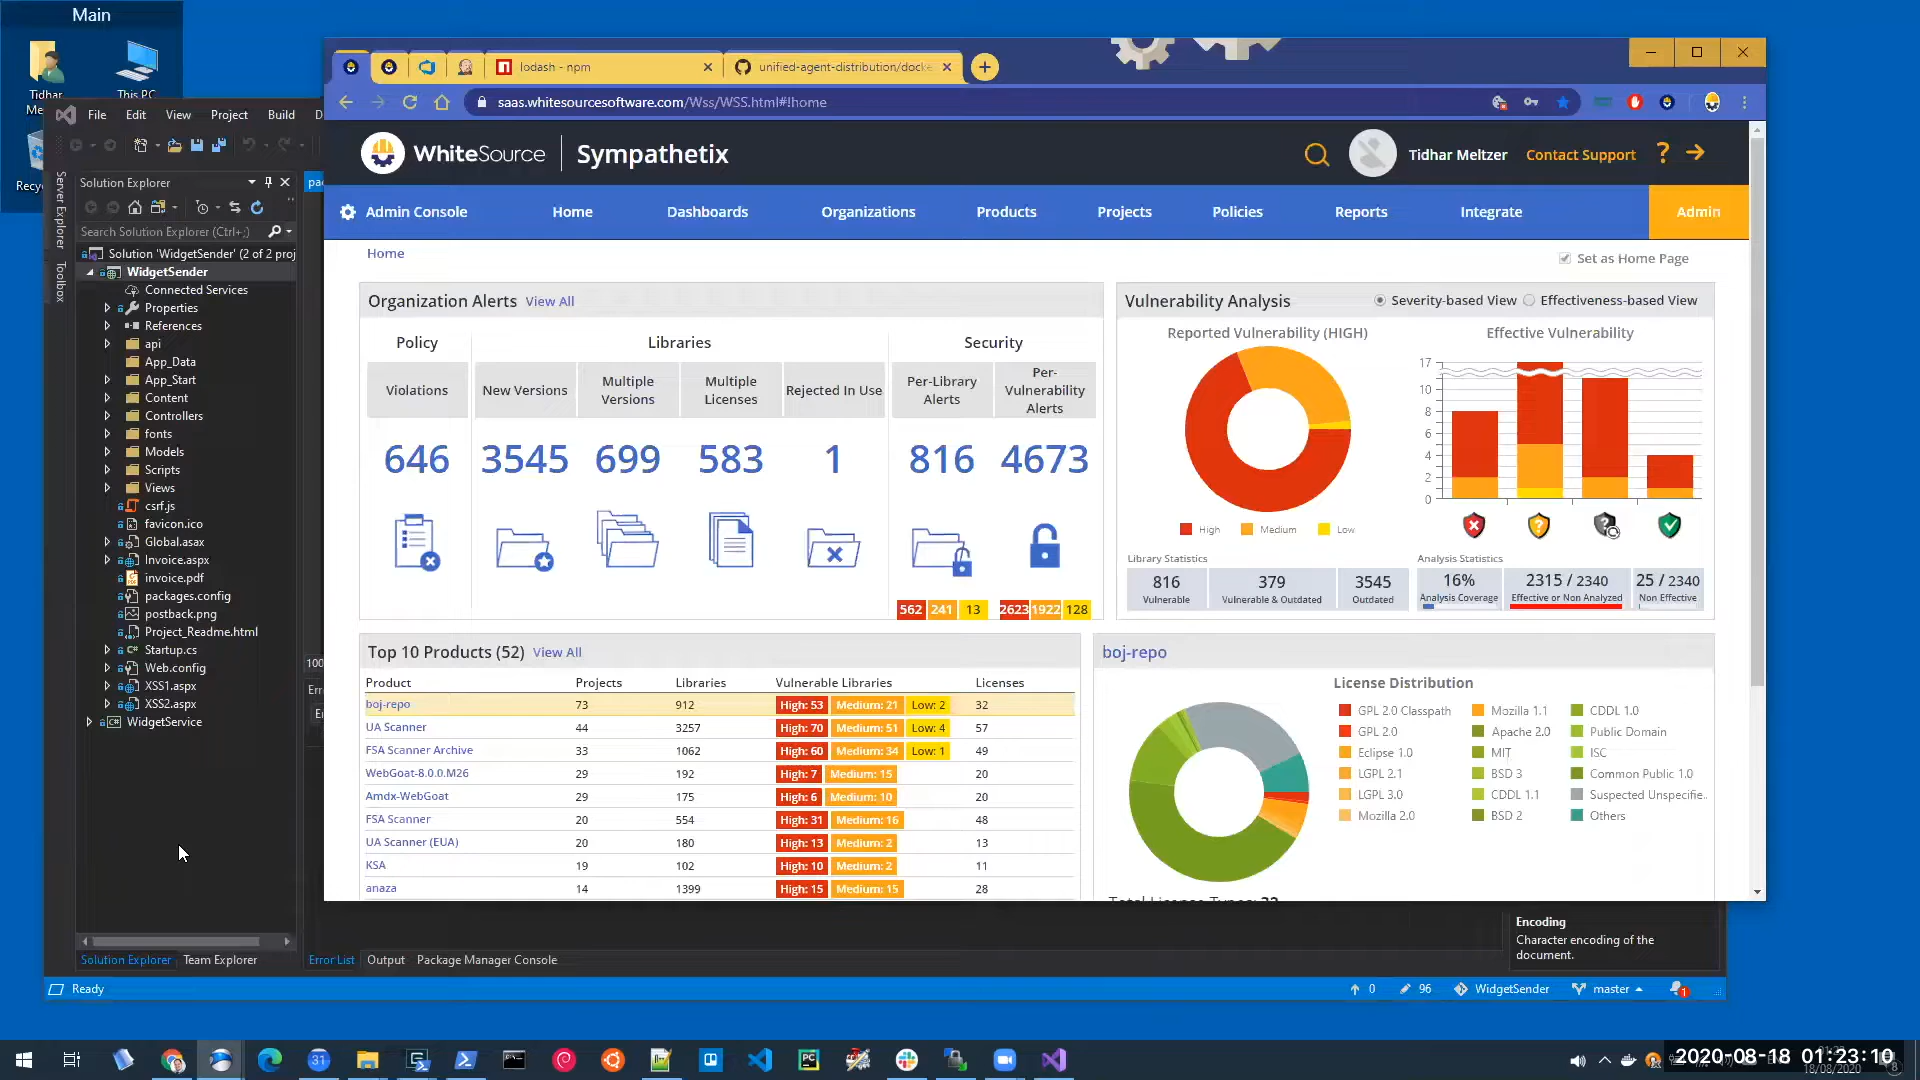 Main
Tidhar
This PC
lodash - npm
unified-agent-distribution/docke
saas.whitesourcesoftware.com/Wss/WSS.html#!home
File Edit View Project Build
WhiteSource Sympathetix
Tidhar Meltzer Contact Support ?
Admin Console Home Dashboards Organizations Products Projects Policies Reports Integrate Admin
Home
Set as Home Page
Server Explorer
Toolbox
Solution Explorer
Search Solution Explorer (Ctrl+;)
Solution 'WidgetSender' (2 of 2 proj
WidgetSender
Connected Services
Properties
References
api
App_Data
App_Start
Content
Controllers
fonts
Models
Scripts
Views
csrf.js
favicon.ico
Global.asax
Invoice.aspx
invoice.pdf
packages.config
postback.png
Project_Readme.html
Startup.cs
Web.config
XSS1.aspx
XSS2.aspx
WidgetService
Organization Alerts View All
Policy Libraries Security
Violations New Versions Multiple Versions Multiple Licenses Rejected In Use Per-Library Alerts Per-Vulnerability Alerts
646 3545 699 583 1 816 4673
562 241 13 2623 1922 128
Vulnerability Analysis Severity-based View Effectiveness-based View
Reported Vulnerability (HIGH) Effective Vulnerability
17
10
8
6
4
2
0
High Medium Low
Library Statistics Analysis Statistics
816 379 3545 16% 2315 / 2340 25 / 2340
Vulnerable Vulnerable & Outdated Outdated Analysis Coverage Effective or Non Analyzed Non Effective
Top 10 Products (52) View All
Product Projects Libraries Vulnerable Libraries Licenses
boj-repo 73 912 High: 53 Medium: 21 Low: 2 32
UA Scanner 44 3257 High: 70 Medium: 51 Low: 4 57
FSA Scanner Archive 33 1062 High: 60 Medium: 34 Low: 1 49
WebGoat-8.0.0.M26 29 192 High: 7 Medium: 15 20
Amdx-WebGoat 29 175 High: 6 Medium: 10 20
FSA Scanner 20 554 High: 31 Medium: 16 48
UA Scanner (EUA) 20 180 High: 13 Medium: 2 13
KSA 19 102 High: 10 Medium: 2 11
anaza 14 1399 High: 15 Medium: 15 28
boj-repo
License Distribution
GPL 2.0 Classpath Mozilla 1.1 CDDL 1.0
GPL 2.0 Apache 2.0 Public Domain
Eclipse 1.0 MIT ISC
LGPL 2.1 BSD 3 Common Public 1.0
LGPL 3.0 CDDL 1.1 Suspected Unspecifie..
Mozilla 2.0 BSD 2 Others
Encoding
Character encoding of the
document.
Solution Explorer Team Explorer Error List Output Package Manager Console
Ready 0 96 WidgetSender master 1
31
2020-08-18 01:23:10
18/08/2020